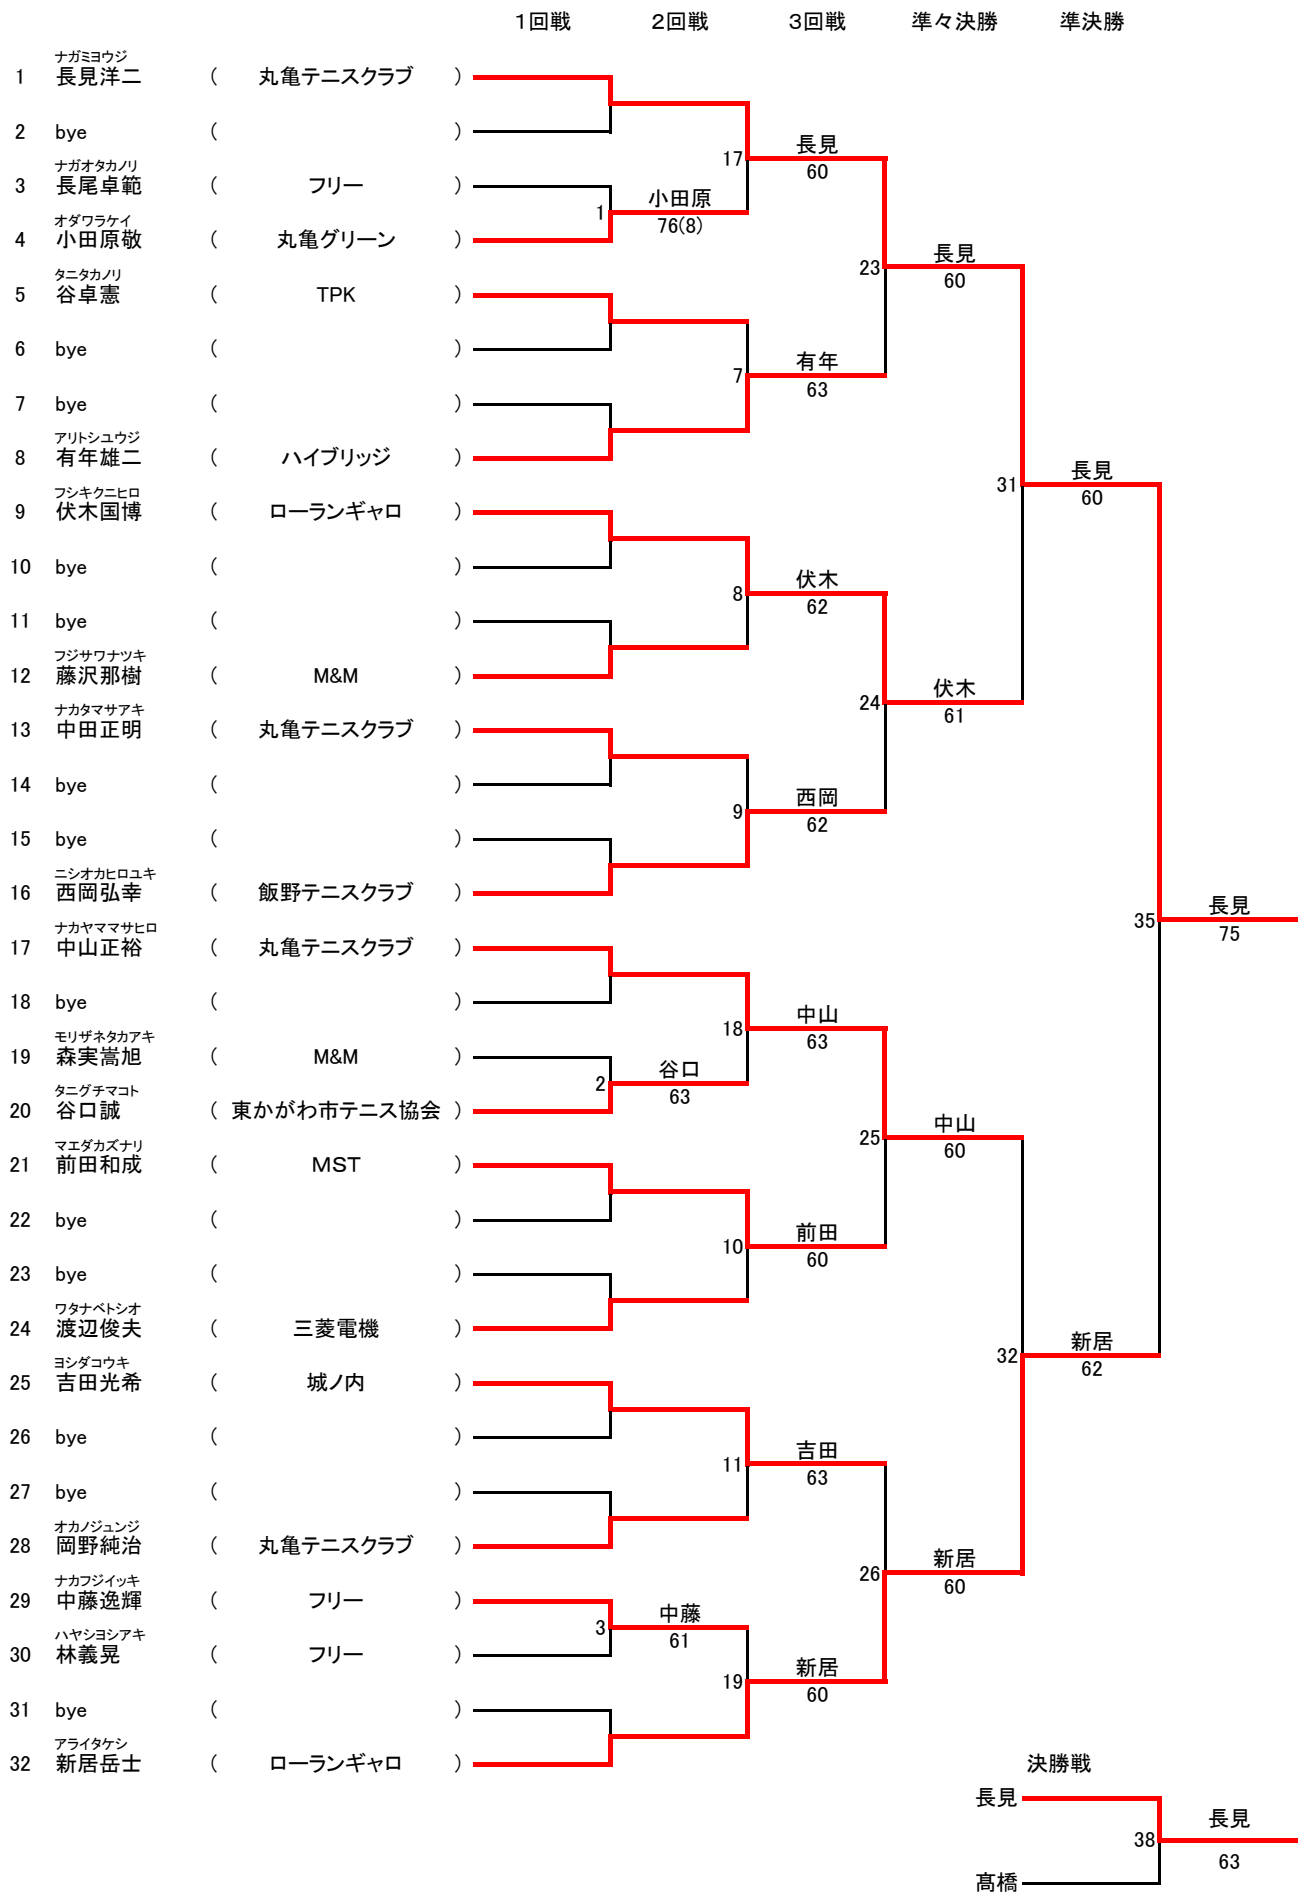 1回戦 2回戦 3回戦 準々決勝 準決勝
ナガミヨウジ
1 長見洋二 ( 丸亀テニスクラブ )
2 bye ( )
17 長見
60
ナガオタカノリ
3 長尾卓範 ( フリー )
1 小田原
76(8)
オダワラケイ
4 小田原敬 ( 丸亀グリーン )
23 長見
60
タニタカノリ
5 谷卓憲 ( TPK )
6 bye ( )
7 有年
63
7 bye ( )
アリトシユウジ
8 有年雄二 ( ハイブリッジ )
31 長見
60
フシキクニヒロ
9 伏木国博 ( ローランギャロ )
10 bye ( )
8 伏木
62
11 bye ( )
フジサワナツキ
12 藤沢那樹 ( M&M )
24 伏木
61
ナカタマサアキ
13 中田正明 ( 丸亀テニスクラブ )
14 bye ( )
9 西岡
62
15 bye ( )
ニシオカヒロユキ
16 西岡弘幸 ( 飯野テニスクラブ )
35 長見
75
ナカヤママサヒロ
17 中山正裕 ( 丸亀テニスクラブ )
18 bye ( )
18 中山
63
モリザネタカアキ
19 森実嵩旭 ( M&M )
2 谷口
63
タニグチマコト
20 谷口誠 ( 東かがわ市テニス協会 )
25 中山
60
マエダカズナリ
21 前田和成 ( MST )
22 bye ( )
10 前田
60
23 bye ( )
ワタナベトシオ
24 渡辺俊夫 ( 三菱電機 )
32 新居
62
ヨシダコウキ
25 吉田光希 ( 城ノ内 )
26 bye ( )
11 吉田
63
27 bye ( )
オカノジュンジ
28 岡野純治 ( 丸亀テニスクラブ )
26 新居
60
ナカフジイッキ
29 中藤逸輝 ( フリー )
3 中藤
61
ハヤシヨシアキ
30 林義晃 ( フリー )
19 新居
60
31 bye ( )
アライタケシ
32 新居岳士 ( ローランギャロ )
決勝戦
長見
38 長見
63
髙橋